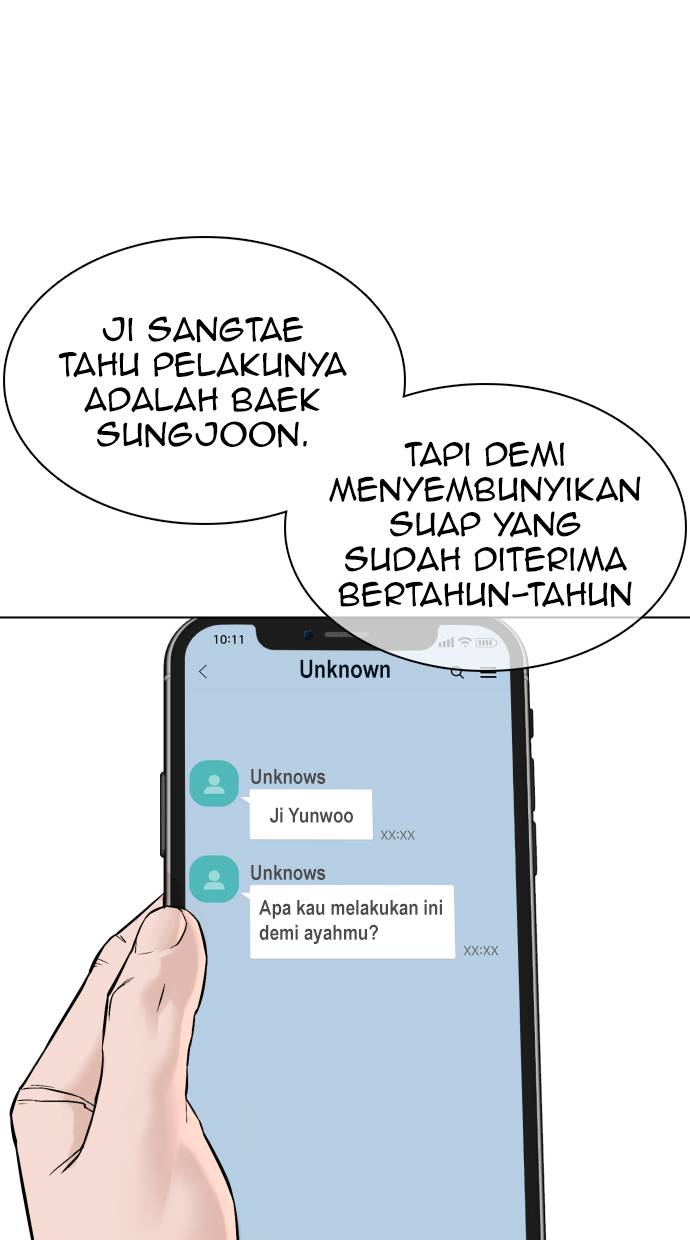 JI SANGTAE
TAHU PELAKUNYA
ADALAH BAEK
SUNGJOON.
TAPI DEMI
MENYEMBUNYIKAN
SUAP YANG
SUDAH DITERIMA
BERTAHUN-TAHUN
10:11
Unknown
Unknows
Ji Yunwoo
XX:XX
Unknows
Apa kau melakukan ini
demi ayahmu?
XX:XX